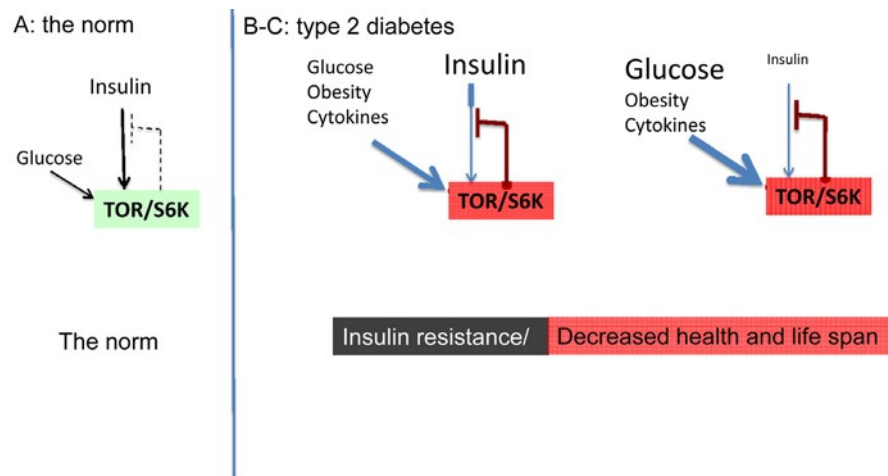 A: the norm
Insulin
Glucose
TOR/S6K
The norm
B-C: type 2 diabetes
Glucose
Obesity
Cytokines
Insulin
TOR/S6K
Glucose
Obesity
Cytokines
Insulin
TOR/S6K
Insulin resistance/ Decreased health and life span